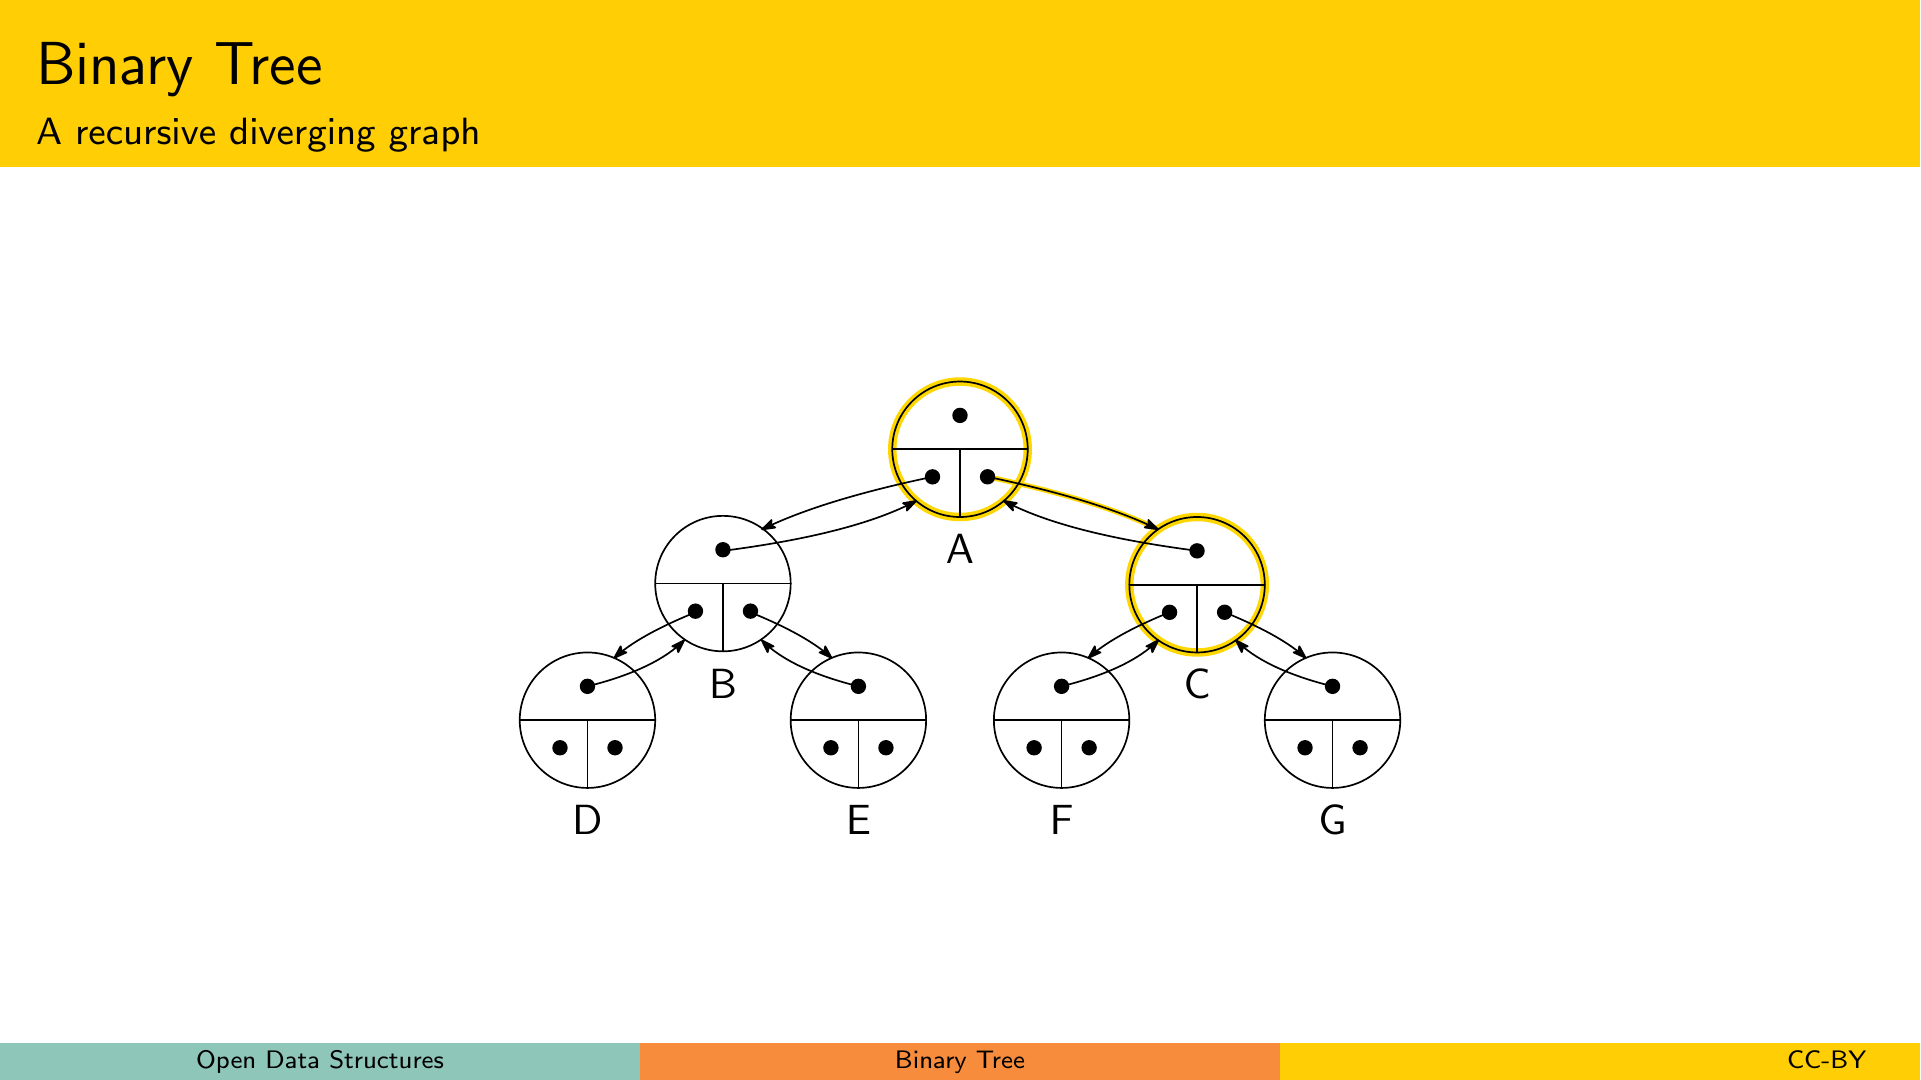 Binary Tree
A recursive diverging graph
A
B
C
D
E
F
G
Open Data Structures
Binary Tree
CC-BY